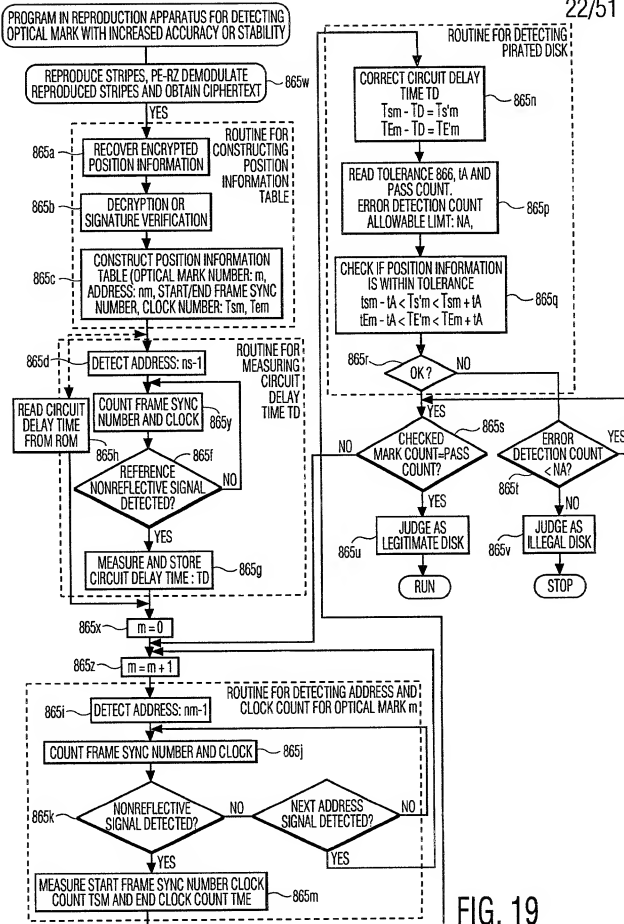 22/51
PROGRAM IN REPRODUCTION APPARATUS FOR DETECTING
OPTICAL MARK WITH INCREASED ACCURACY OR STABILITY
REPRODUCE STRIPES, PE-RZ DEMODULATE
REPRODUCED STRIPES AND OBTAIN CIPHERTEXT
865w
YES
ROUTINE FOR
CONSTRUCTING
POSITION
INFORMATION
TABLE
865a
RECOVER ENCRYPTED
POSITION INFORMATION
865b
DECRYPTION OR
SIGNATURE VERIFICATION
865c
CONSTRUCT POSITION INFORMATION
TABLE (OPTICAL MARK NUMBER: m,
ADDRESS: nm, START/END FRAME SYNC
NUMBER, CLOCK NUMBER: Tsm, Tem
ROUTINE FOR
MEASURING
CIRCUIT
DELAY
TIME TD
865d
DETECT ADDRESS: ns-1
READ CIRCUIT
DELAY TIME
FROM ROM
865h
COUNT FRAME SYNC
NUMBER AND CLOCK
865y
865f
REFERENCE
NONREFLECTIVE SIGNAL
DETECTED?
NO
YES
MEASURE AND STORE
CIRCUIT DELAY TIME : TD
865g
865x
m = 0
865z
m = m + 1
ROUTINE FOR DETECTING ADDRESS AND
CLOCK COUNT FOR OPTICAL MARK m
865i
DETECT ADDRESS: nm-1
COUNT FRAME SYNC NUMBER AND CLOCK
865j
865k
NONREFLECTIVE
SIGNAL DETECTED?
NO
NEXT ADDRESS
SIGNAL DETECTED?
NO
YES
YES
MEASURE START FRAME SYNC NUMBER CLOCK
COUNT TSM AND END CLOCK COUNT TME
865m
ROUTINE FOR DETECTING
PIRATED DISK
CORRECT CIRCUIT DELAY
TIME TD
Tsm - TD = Ts'm
TEm - TD = TE'm
865n
READ TOLERANCE 866, tA AND
PASS COUNT.
ERROR DETECTION COUNT
ALLOWABLE LIMT: NA,
865p
CHECK IF POSITION INFORMATION
IS WITHIN TOLERANCE
tsm - tA < Ts'm < Tsm + tA
tEm - tA < TE'm < TEm + tA
865q
865r
OK ?
NO
YES
865s
NO
CHECKED
MARK COUNT=PASS
COUNT?
YES
ERROR
DETECTION COUNT
< NA?
YES
865t
NO
865u
JUDGE AS
LEGITIMATE DISK
865v
JUDGE AS
ILLEGAL DISK
RUN
STOP
FIG. 19